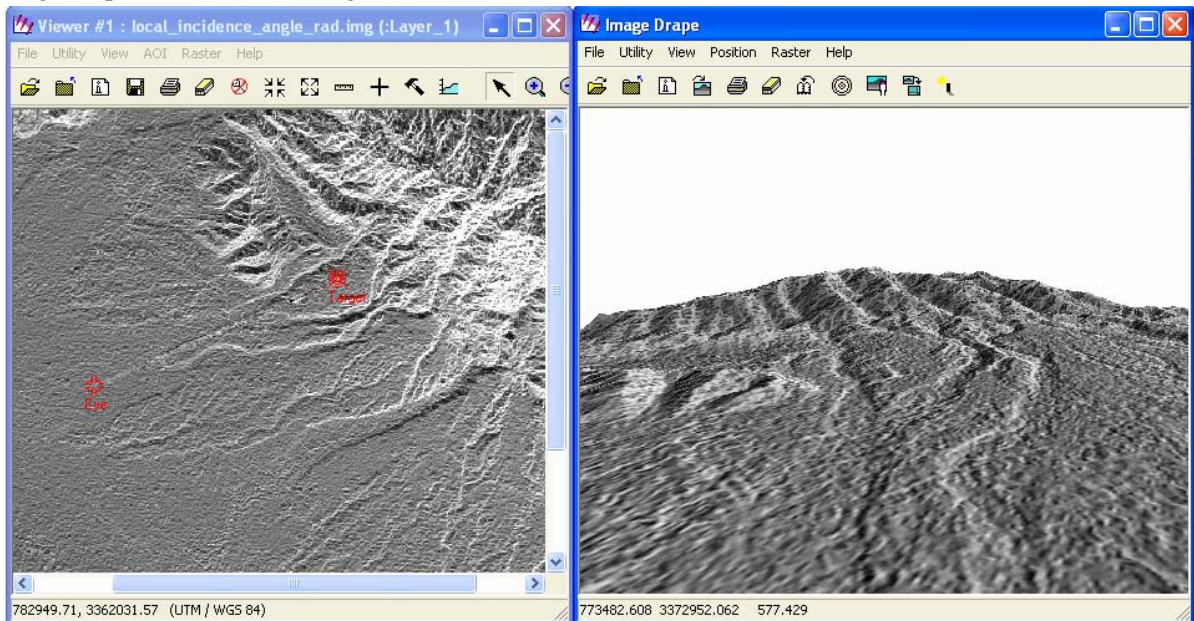 Viewer #1 : local_incidence_angle_rad.img (:Layer_1)
File Utility View AOI Raster Help
Target
Eye
782949.71, 3362031.57 (UTM / WGS 84)
Image Drape
File Utility View Position Raster Help
773482.608 3372952.062 577.429